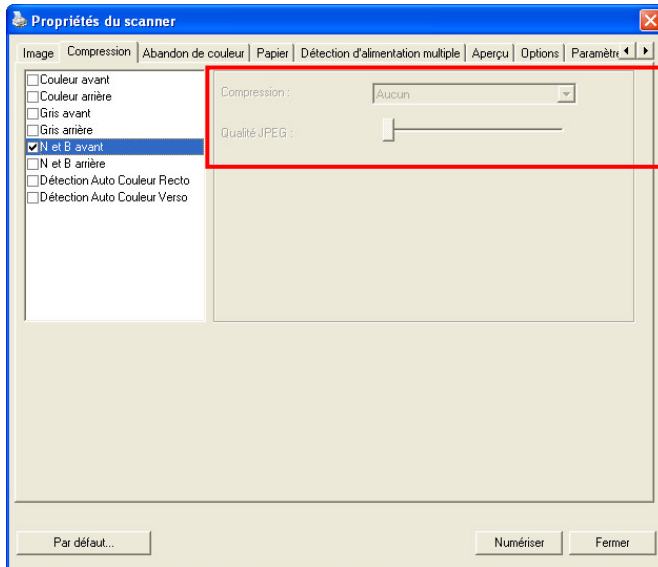 Propriétés du scanner
Image Compression Abandon de couleur Papier Détection d'alimentation multiple Aperçu Options Paramètre
Couleur avant
Couleur arrière
Gris avant
Gris arrière
N et B avant
N et B arrière
Détection Auto Couleur Recto
Détection Auto Couleur Verso
Compression :
Aucun
Qualité JPEG :
Par défaut...
Numériser
Fermer